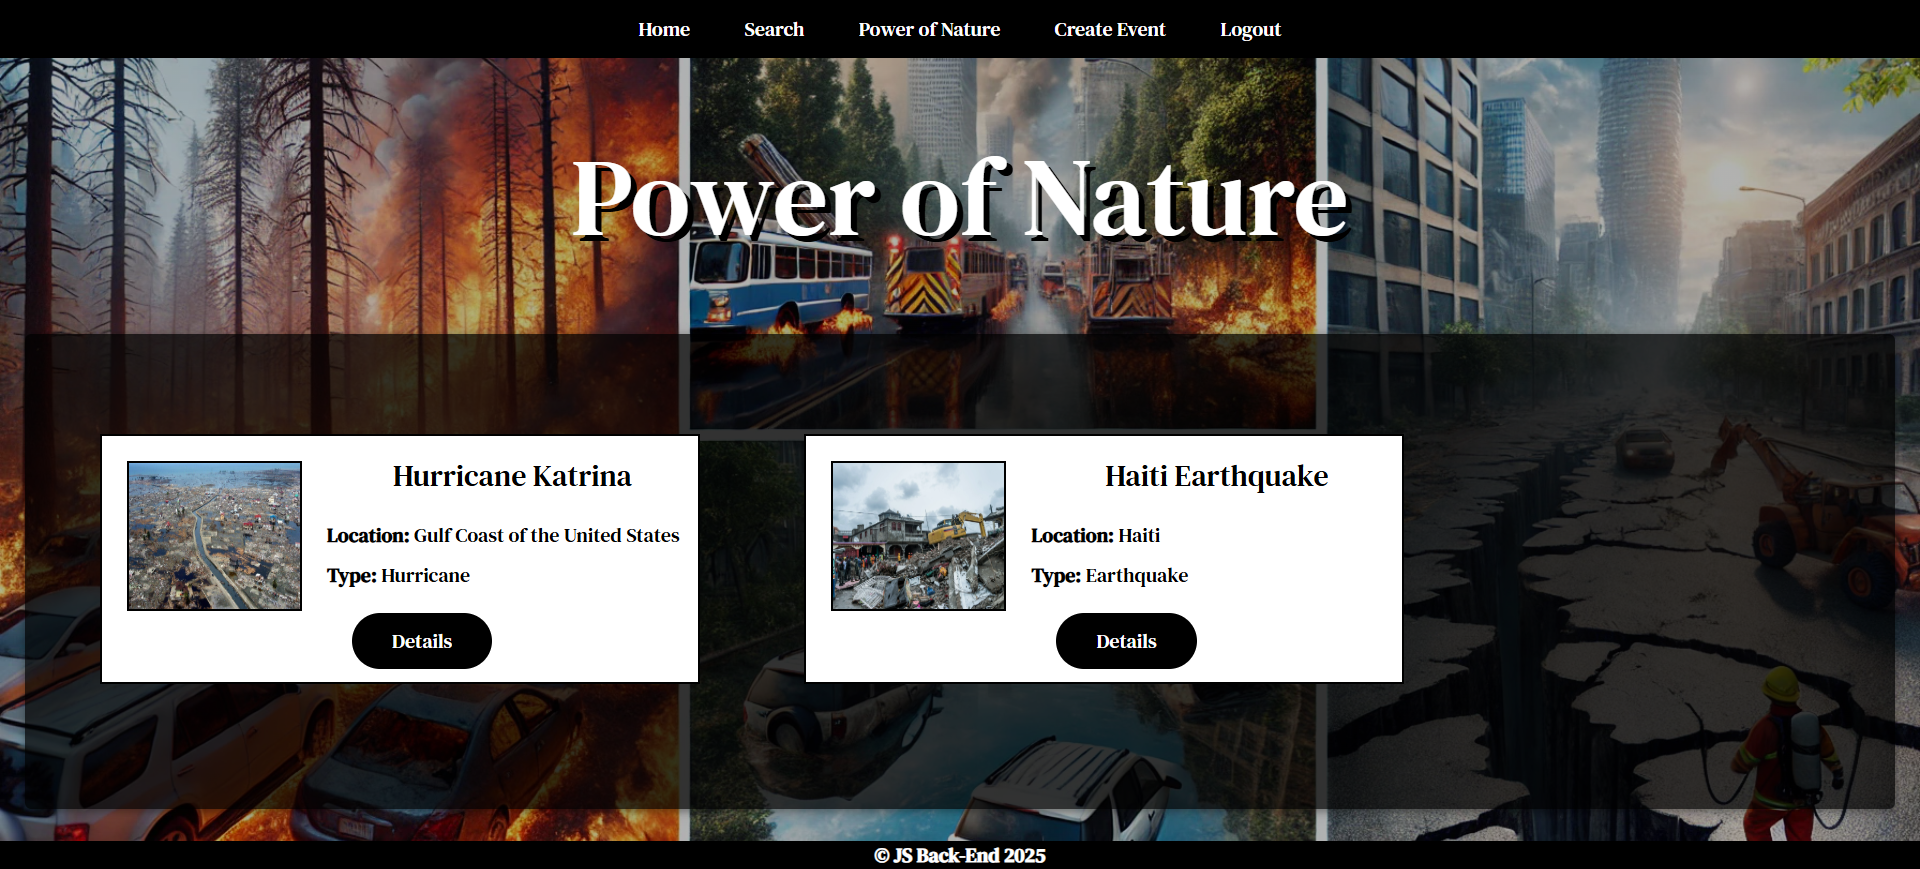 Home Search Power of Nature Create Event Logout
Power of Nature
Hurricane Katrina
Location: Gulf Coast of the United States
Type: Hurricane
Details
Haiti Earthquake
Location: Haiti
Type: Earthquake
Details
© JS Back-End 2025